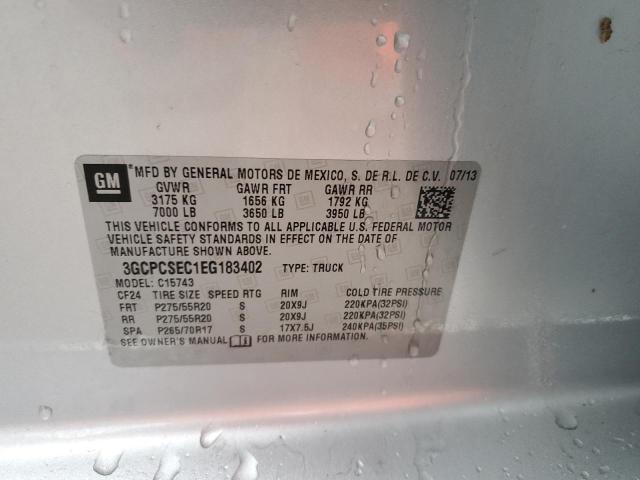 GM ® MFD BY GENERAL MOTORS DE MEXICO, S. DE R.L. DE C.V. 07/13
GVWR GAWR FRT GAWR RR
3175 KG 1656 KG 1792 KG
7000 LB 3650 LB 3950 LB
THIS VEHICLE CONFORMS TO ALL APPLICABLE U.S. FEDERAL MOTOR
VEHICLE SAFETY STANDARDS IN EFFECT ON THE DATE OF
MANUFACTURE SHOWN ABOVE.
3GCPCSEC1EG183402 TYPE: TRUCK
MODEL: C15743
CF24 TIRE SIZE SPEED RTG RIM COLD TIRE PRESSURE
FRT P275/55R20 S 20X9J 220KPA(32PSI)
RR P275/55R20 S 20X9J 220KPA(32PSI)
SPA P265/70R17 S 17X7.5J 240KPA(35PSI)
SEE OWNER'S MANUAL FOR MORE INFORMATION.